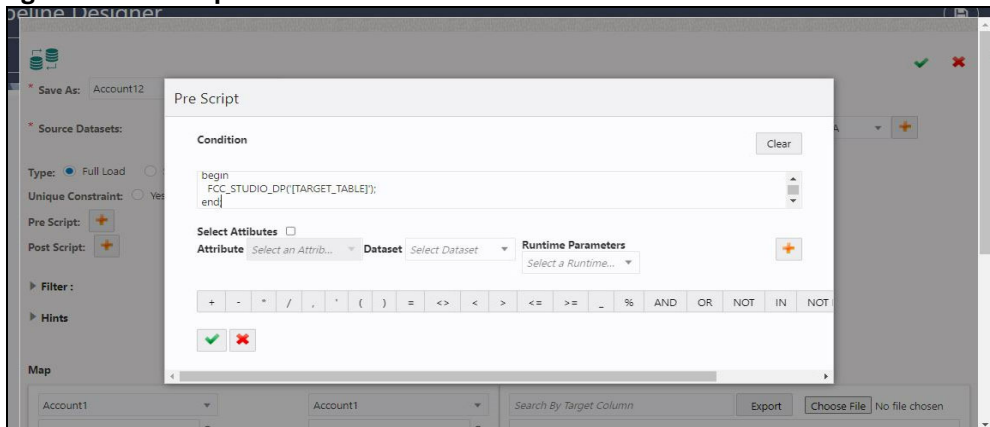 peline Designer
* Save As: Account12
Pre Script
* Source Datasets:
Condition
Clear
begin
FCC_STUDIO_DP('[TARGET_TABLE]');
end;
Type: Full Load
Unique Constraint: Yes
Pre Script:
Post Script:
Select Attibutes
Attribute Select an Attrib... Dataset Select Dataset Runtime Parameters
Select a Runtime...
Filter :
+ - * / , ' ( ) = <> < > <= >= _ % AND OR NOT IN NOT
Hints
Map
Account1 Account1 Search By Target Column Export Choose File No file chosen